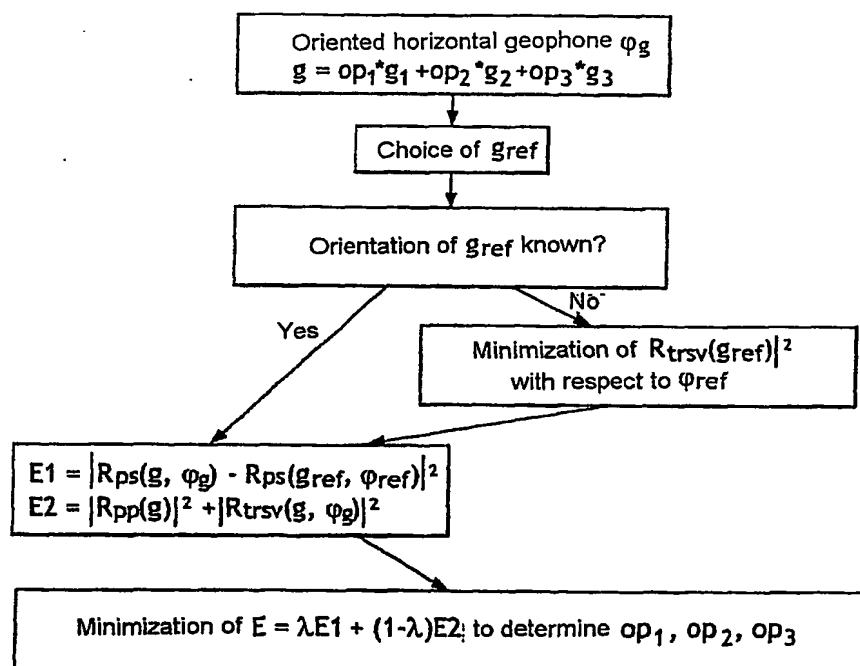 Oriented horizontal geophone φg
g = op1*g1 +op2*g2+op3*g3
Choice of gref
Orientation of gref known?
Yes
No
Minimization of Rtrsv(gref)|²
with respect to φref
E1 = |Rps(g, φg) - Rps(gref, φref)|²
E2 = |Rpp(g)|² +|Rtrsv(g, φg)|²
Minimization of E = λE1 + (1-λ)E2; to determine op1, op2, op3